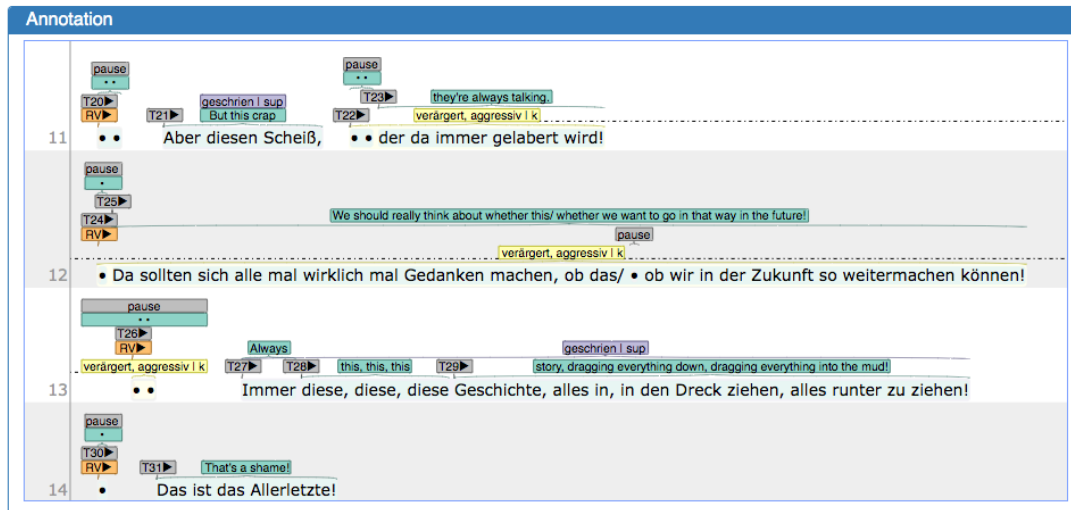 Annotation
pause pause
• • • •
T20▶ geschrien | sup T23▶ they're always talking.
RV▶ T21▶ But this crap T22▶ verärgert, aggressiv | k
11 • • Aber diesen Scheiß, • • der da immer gelabert wird!
pause
•
T25▶
T24▶ We should really think about whether this/ whether we want to go in that way in the future!
RV▶ pause
verärgert, aggressiv | k
12 • Da sollten sich alle mal wirklich mal Gedanken machen, ob das/ • ob wir in der Zukunft so weitermachen können!
pause
• •
T26▶
RV▶ Always geschrien | sup
verärgert, aggressiv | k T27▶ T28▶ this, this, this T29▶ story, dragging everything down, dragging everything into the mud!
13 • • Immer diese, diese, diese Geschichte, alles in, in den Dreck ziehen, alles runter zu ziehen!
pause
•
T30▶
RV▶ T31▶ That's a shame!
14 • Das ist das Allerletzte!